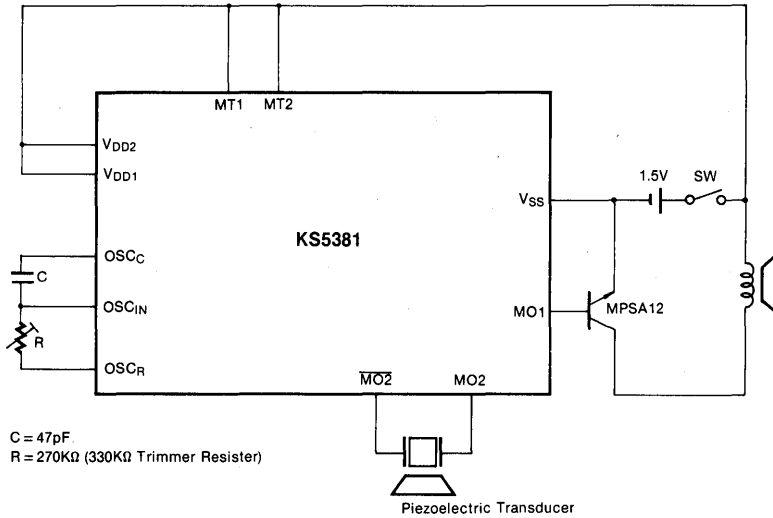 MT1 MT2
VDD2
VDD1
VSS
1.5V SW
KS5381
OSCC
C
OSCIN
MO1
MPSA12
R
OSCR
MO2 MO2
C = 47pF.
R = 270KΩ (330KΩ Trimmer Resister)
Piezoelectric Transducer